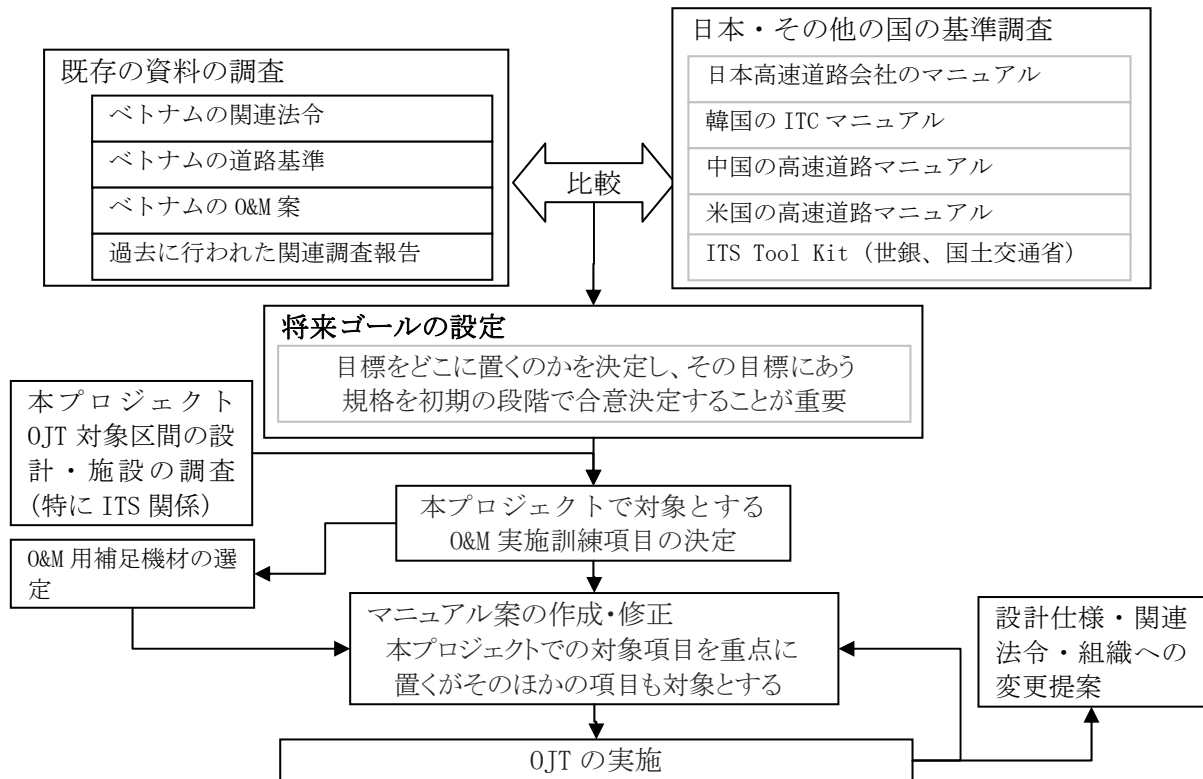 既存の資料の調査
ベトナムの関連法令
ベトナムの道路基準
ベトナムの O&M 案
過去に行われた関連調査報告
比較
日本・その他の国の基準調査
日本高速道路会社のマニュアル
韓国の ITC マニュアル
中国の高速道路マニュアル
米国の高速道路マニュアル
ITS Tool Kit（世銀、国土交通省）
将来ゴールの設定
目標をどこに置くのかを決定し、その目標にあう
規格を初期の段階で合意決定することが重要
本プロジェクト
OJT 対象区間の設
計・施設の調査
（特に ITS 関係）
本プロジェクトで対象とする
O&M 実施訓練項目の決定
O&M 用補足機材の選
定
マニュアル案の作成・修正
本プロジェクトでの対象項目を重点に
置くがそのほかの項目も対象とする
設計仕様・関連
法令・組織への
変更提案
OJT の実施